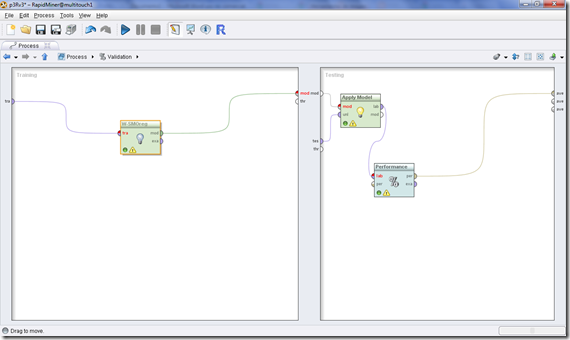 p3Rv3* – RapidMiner@multitouch1
File Edit Process Tools View Help
Process
Process Validation
Training
Testing
tra
mod mod
thr
W-SMOreg
tra mod
exa
Apply Model
mod lab
unl mod
tes
thr
Performance
lab per
per exa
ave
ave
ave
Drag to move.